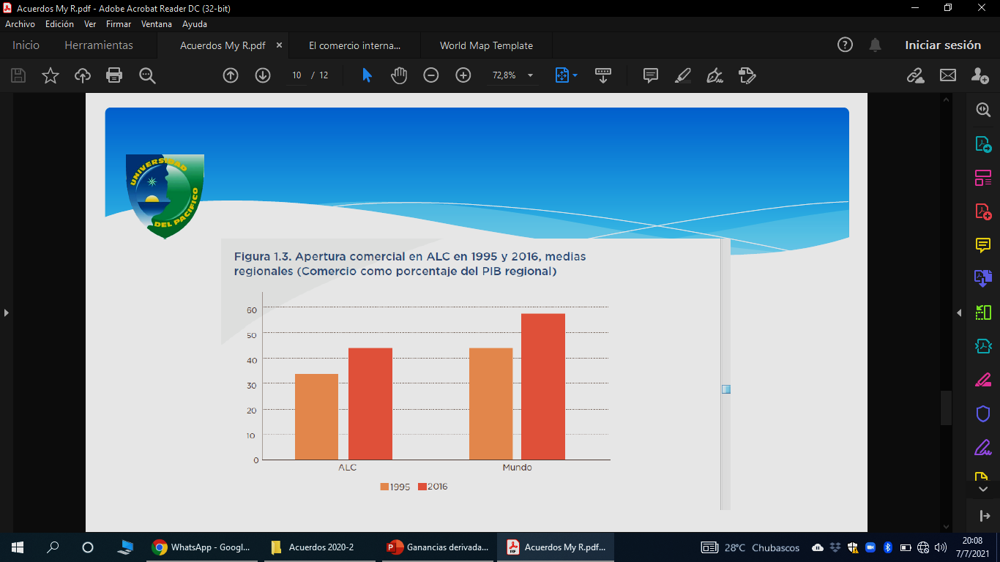 Acuerdos My R.pdf - Adobe Acrobat Reader DC (32-bit)
Archivo Edición Ver Firmar Ventana Ayuda
Inicio Herramientas Acuerdos My R.pdf × El comercio interna... World Map Template Iniciar sesión
10 / 12 72,8%
UNIVERSIDAD
DEL PACIFICO
Figura 1.3. Apertura comercial en ALC en 1995 y 2016, medias
regionales (Comercio como porcentaje del PIB regional)
60
50
40
30
20
10
0
ALC Mundo
1995 2016
WhatsApp - Googl... Acuerdos 2020-2 Ganancias derivada... Acuerdos My R.pdf... 28°C Chubascos 20:08
7/7/2021